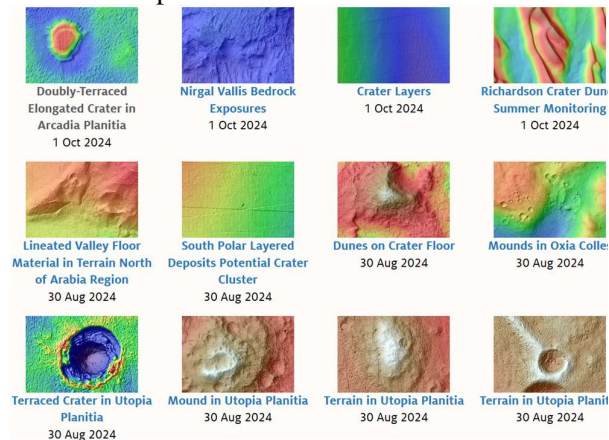 Doubly-Terraced
Elongated Crater in
Arcadia Planitia
1 Oct 2024
Nirgal Vallis Bedrock
Exposures
1 Oct 2024
Crater Layers
1 Oct 2024
Richardson Crater Dune
Summer Monitoring
1 Oct 2024
Lineated Valley Floor
Material in Terrain North
of Arabia Region
30 Aug 2024
South Polar Layered
Deposits Potential Crater
Cluster
30 Aug 2024
Dunes on Crater Floor
30 Aug 2024
Mounds in Oxia Colles
30 Aug 2024
Terraced Crater in Utopia
Planitia
30 Aug 2024
Mound in Utopia Planitia
30 Aug 2024
Terrain in Utopia Planitia
30 Aug 2024
Terrain in Utopia Planit
30 Aug 2024